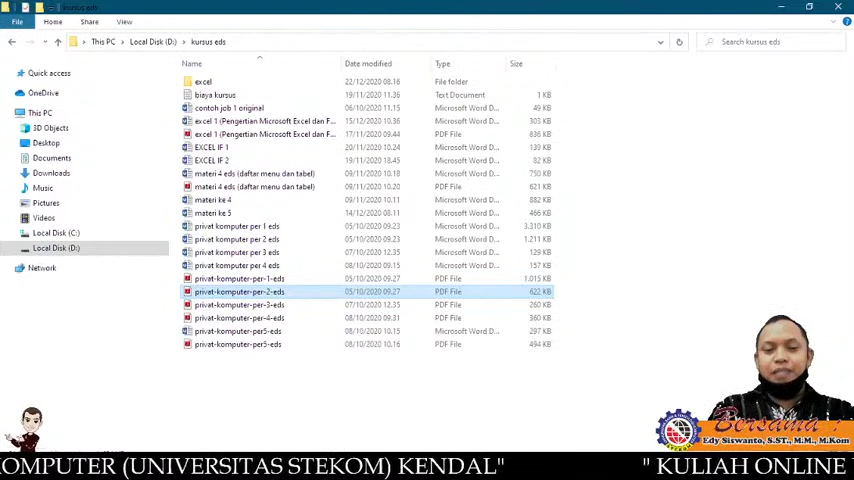 kursus eds
File Home Share View
This PC Local Disk (D:) kursus eds
Search kursus eds
Name Date modified Type Size
Quick access
OneDrive
This PC
3D Objects
Desktop
Documents
Downloads
Music
Pictures
Videos
Local Disk (C:)
Local Disk (D:)
Network
excel 22/12/2020 08.16 File folder
biaya kursus 19/11/2020 11.36 Text Document 1 KB
contoh job 1 original 06/10/2020 11.15 Microsoft Word D... 49 KB
excel 1 (Pengertian Microsoft Excel dan F... 15/12/2020 10.36 Microsoft Word D... 303 KB
excel 1 (Pengertian Microsoft Excel dan F... 17/11/2020 09.44 PDF File 836 KB
EXCEL IF 1 20/11/2020 10.24 Microsoft Word D... 139 KB
EXCEL IF 2 19/11/2020 18.45 Microsoft Word D... 82 KB
materi 4 eds (daftar menu dan tabel) 09/11/2020 10.18 Microsoft Word D... 750 KB
materi 4 eds (daftar menu dan tabel) 09/11/2020 10.20 PDF File 621 KB
materi ke 4 09/11/2020 10.11 Microsoft Word D... 882 KB
materi ke 5 14/12/2020 08.11 Microsoft Word D... 466 KB
privat komputer per 1 eds 05/10/2020 09.23 Microsoft Word D... 3.310 KB
privat komputer per 2 eds 05/10/2020 09.23 Microsoft Word D... 1.211 KB
privat komputer per 3 eds 07/10/2020 12.35 Microsoft Word D... 129 KB
privat komputer per 4 eds 08/10/2020 09.15 Microsoft Word D... 157 KB
privat-komputer-per-1-eds 05/10/2020 09.27 PDF File 1.015 KB
privat-komputer-per-2-eds 05/10/2020 09.27 PDF File 622 KB
privat-komputer-per-3-eds 07/10/2020 12.35 PDF File 260 KB
privat-komputer-per-4-eds 08/10/2020 09.31 PDF File 360 KB
privat-komputer-per5-eds 08/10/2020 10.15 Microsoft Word D... 297 KB
privat-komputer-per5-eds 08/10/2020 10.16 PDF File 494 KB
Bersama :
Edy Siswanto, S.ST., M.M., M.Kom
KOMPUTER (UNIVERSITAS STEKOM) KENDAL" " KULIAH ONLINE